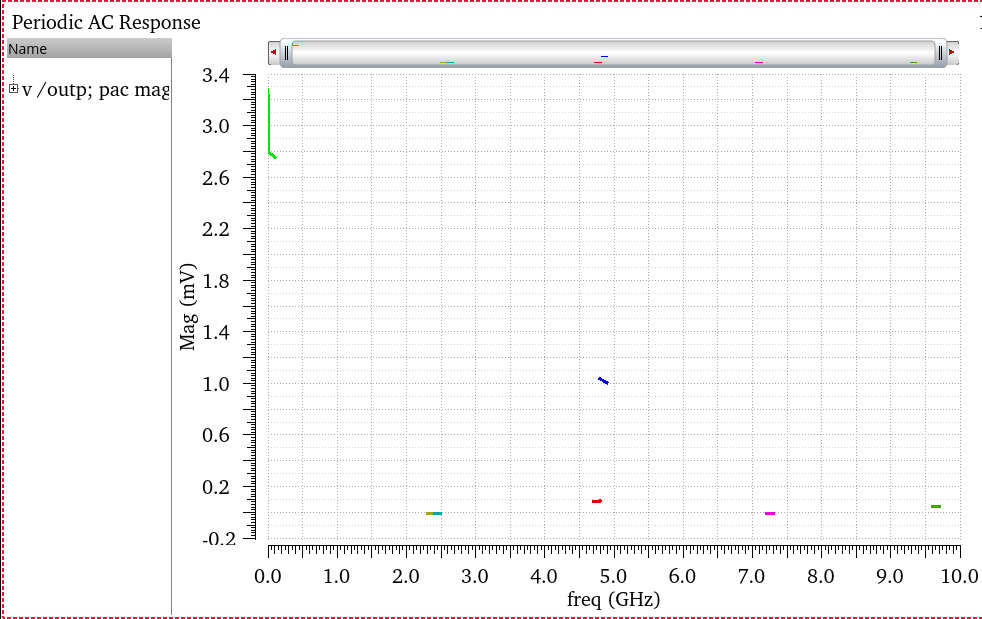 Periodic AC Response
Name
v /outp; pac mag
3.4
3.0
2.6
2.2
1.8
1.4
1.0
0.6
0.2
-0.2
Mag (mV)
0.0 1.0 2.0 3.0 4.0 5.0 6.0 7.0 8.0 9.0 10.0
freq (GHz)